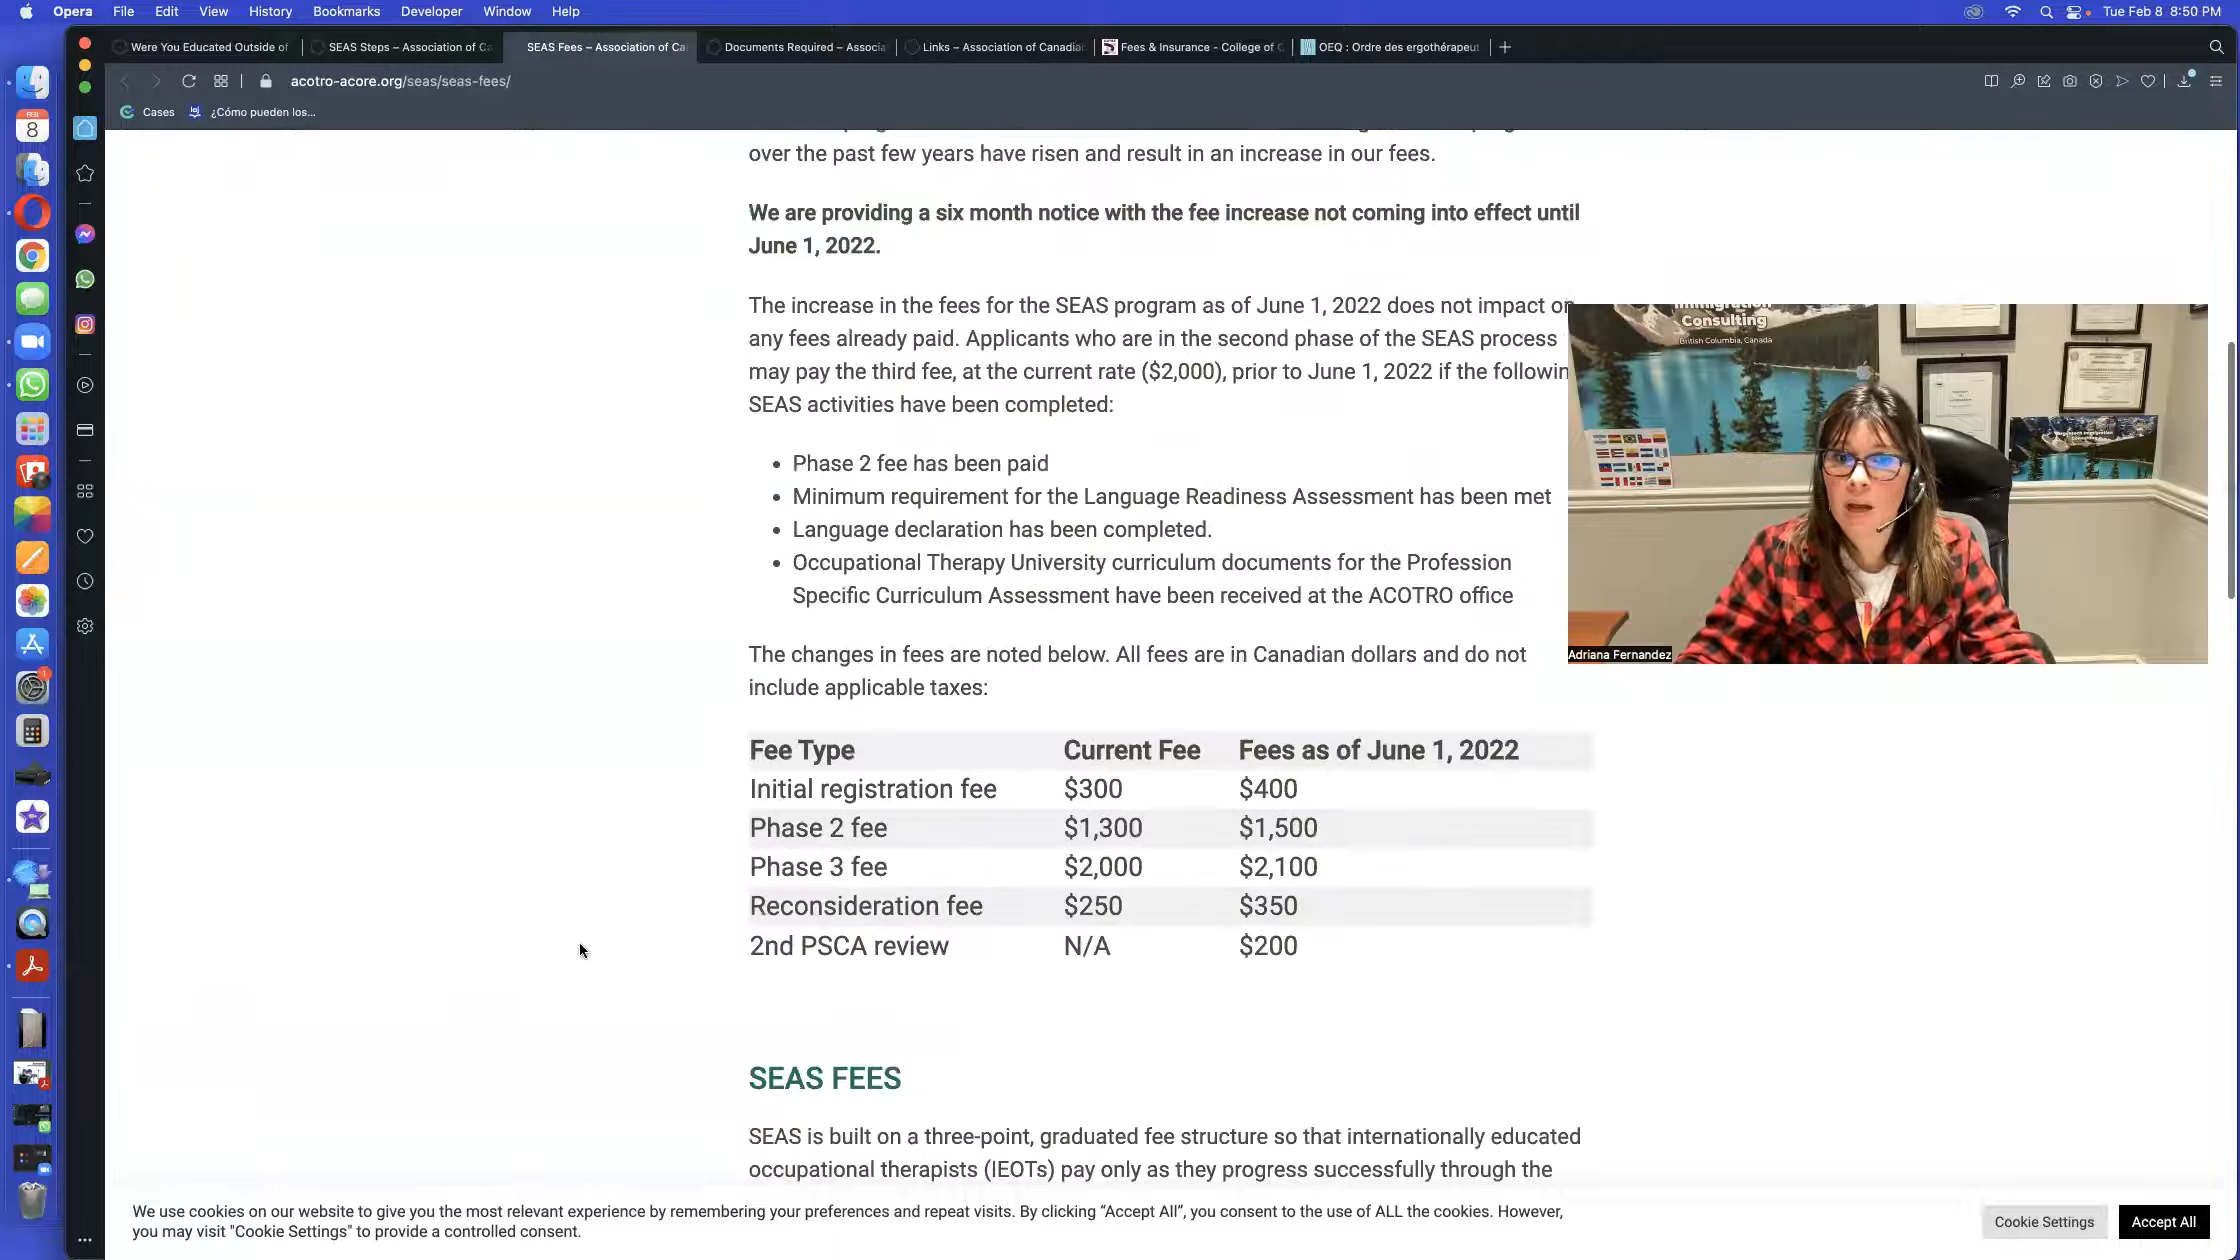 Opera File Edit View History Bookmarks Developer Window Help Tue Feb 8 8:50 PM
Were You Educated Outside of SEAS Steps – Association of Ca SEAS Fees – Association of Ca Documents Required – Associa Links – Association of Canadia Fees & Insurance - College of C OEQ : Ordre des ergothérapeut
acotro-acore.org/seas/seas-fees/
Cases ¿Cómo pueden los...
over the past few years have risen and result in an increase in our fees.
We are providing a six month notice with the fee increase not coming into effect until
June 1, 2022.
The increase in the fees for the SEAS program as of June 1, 2022 does not impact on
any fees already paid. Applicants who are in the second phase of the SEAS process
may pay the third fee, at the current rate ($2,000), prior to June 1, 2022 if the followin
SEAS activities have been completed:
• Phase 2 fee has been paid
• Minimum requirement for the Language Readiness Assessment has been met
• Language declaration has been completed.
• Occupational Therapy University curriculum documents for the Profession
Specific Curriculum Assessment have been received at the ACOTRO office
The changes in fees are noted below. All fees are in Canadian dollars and do not
include applicable taxes:
Fee Type Current Fee Fees as of June 1, 2022
Initial registration fee $300 $400
Phase 2 fee $1,300 $1,500
Phase 3 fee $2,000 $2,100
Reconsideration fee $250 $350
2nd PSCA review N/A $200
SEAS FEES
SEAS is built on a three-point, graduated fee structure so that internationally educated
occupational therapists (IEOTs) pay only as they progress successfully through the
We use cookies on our website to give you the most relevant experience by remembering your preferences and repeat visits. By clicking “Accept All”, you consent to the use of ALL the cookies. However,
you may visit "Cookie Settings" to provide a controlled consent.
Cookie Settings Accept All
Consulting
British Columbia, Canada
Adriana Fernandez
FEB
8
1